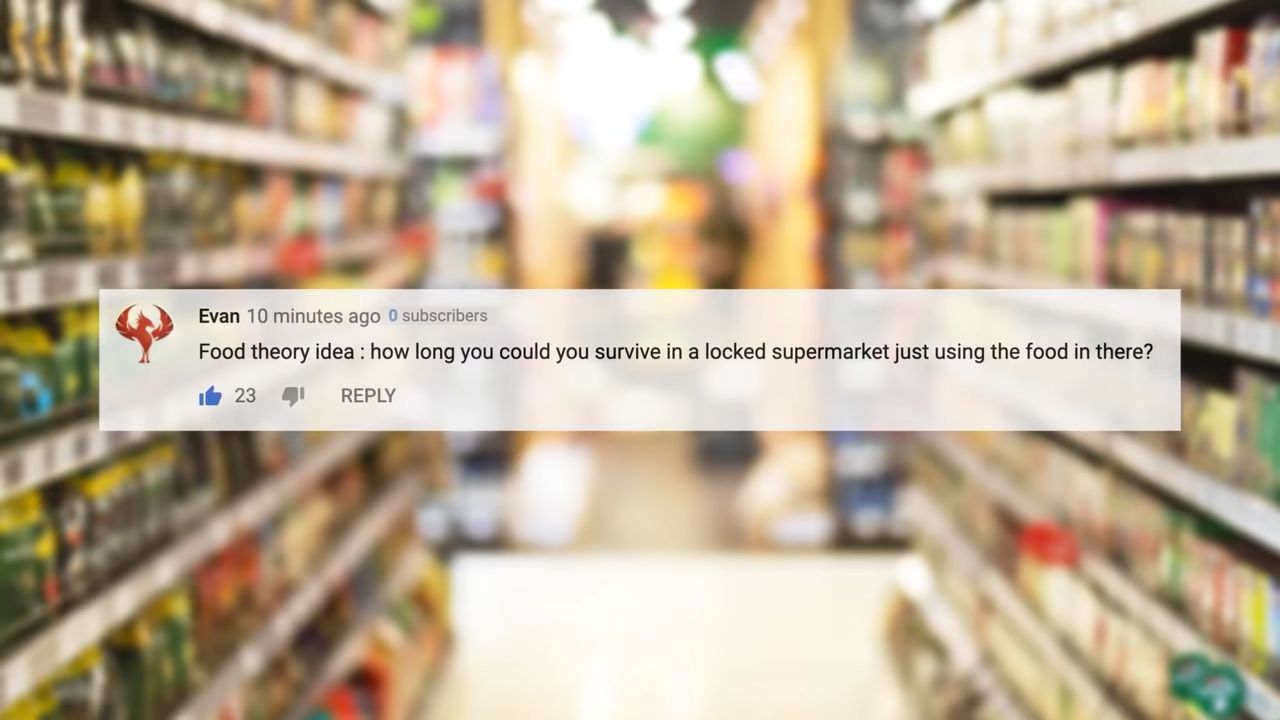 Evan 10 minutes ago 0 subscribers
Food theory idea : how long you could you survive in a locked supermarket just using the food in there?
23 REPLY